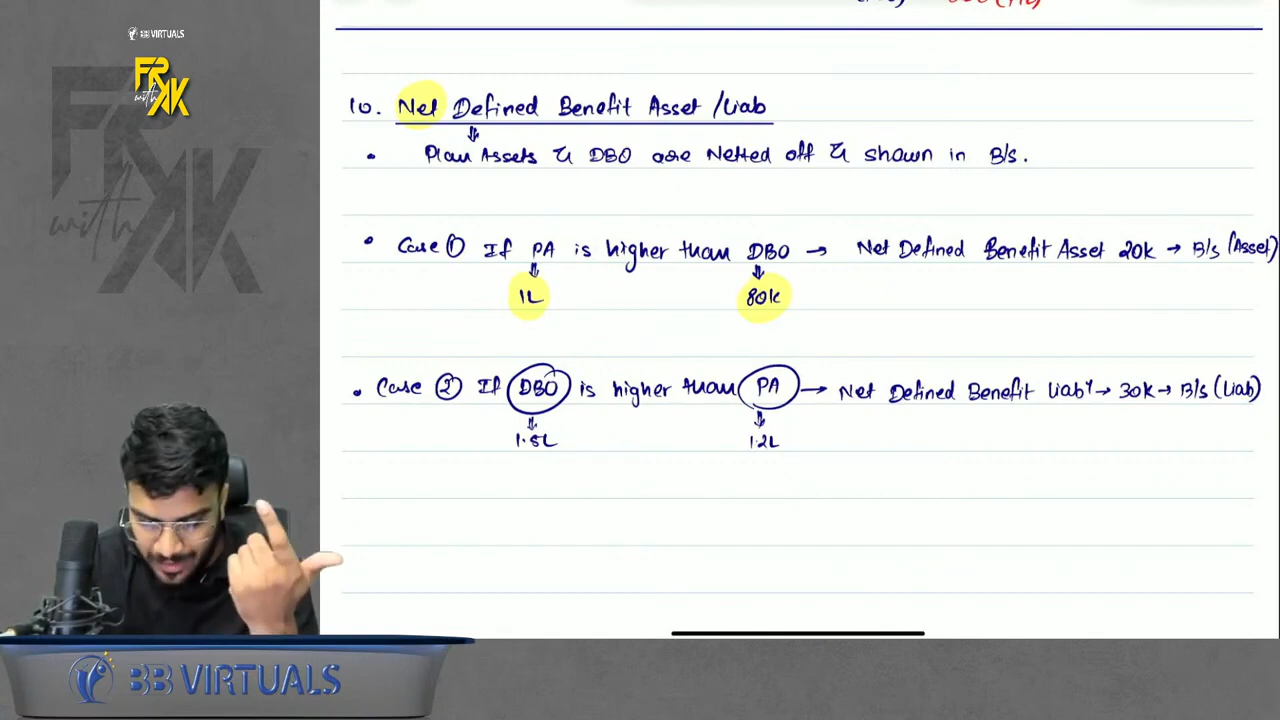 BB VIRTUALS
FR
with AK
10. Net Defined Benefit Asset /Liab
• Plan Assets & DBO are Netted off & shown in B/s.
• Case ① If PA is higher than DBO → Net Defined Benefit Asset 20k → B/s (Asset)
1L 80k
• Case ② If DBO is higher than PA → Net Defined Benefit Liabʸ → 30k → B/s (Liab)
1.5L 1.2L
BB VIRTUALS